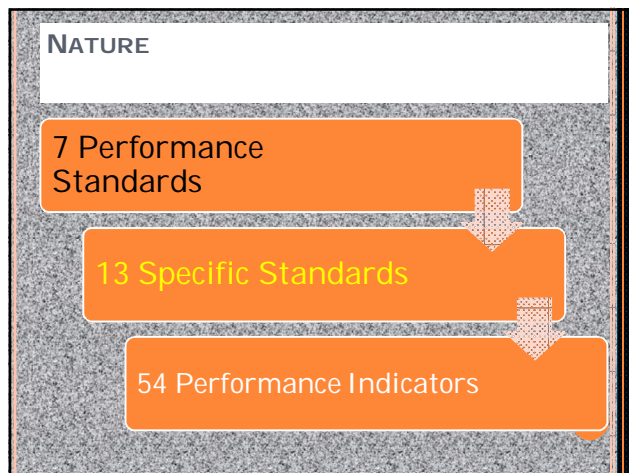 NATURE
7 Performance
Standards
13 Specific Standards
54 Performance Indicators